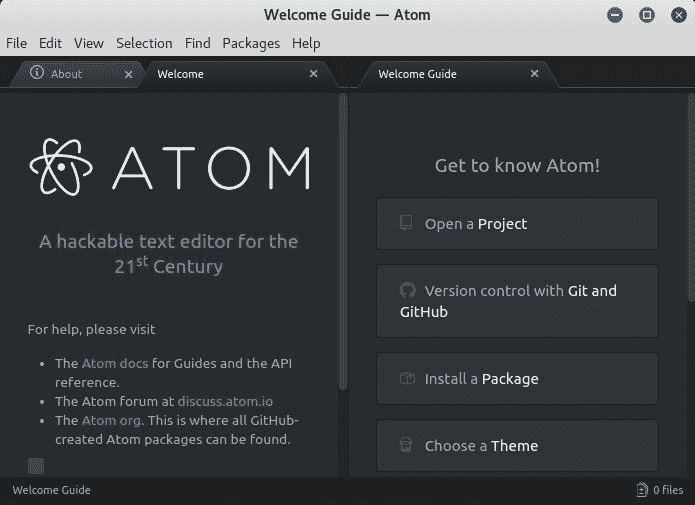 Welcome Guide — Atom
File Edit View Selection Find Packages Help
About
Welcome
Welcome Guide
ATOM
A hackable text editor for the
21st Century
For help, please visit
• The Atom docs for Guides and the API
reference.
• The Atom forum at discuss.atom.io
• The Atom org. This is where all GitHub-
created Atom packages can be found.
Get to know Atom!
Open a Project
Version control with Git and
GitHub
Install a Package
Choose a Theme
Welcome Guide
0 files